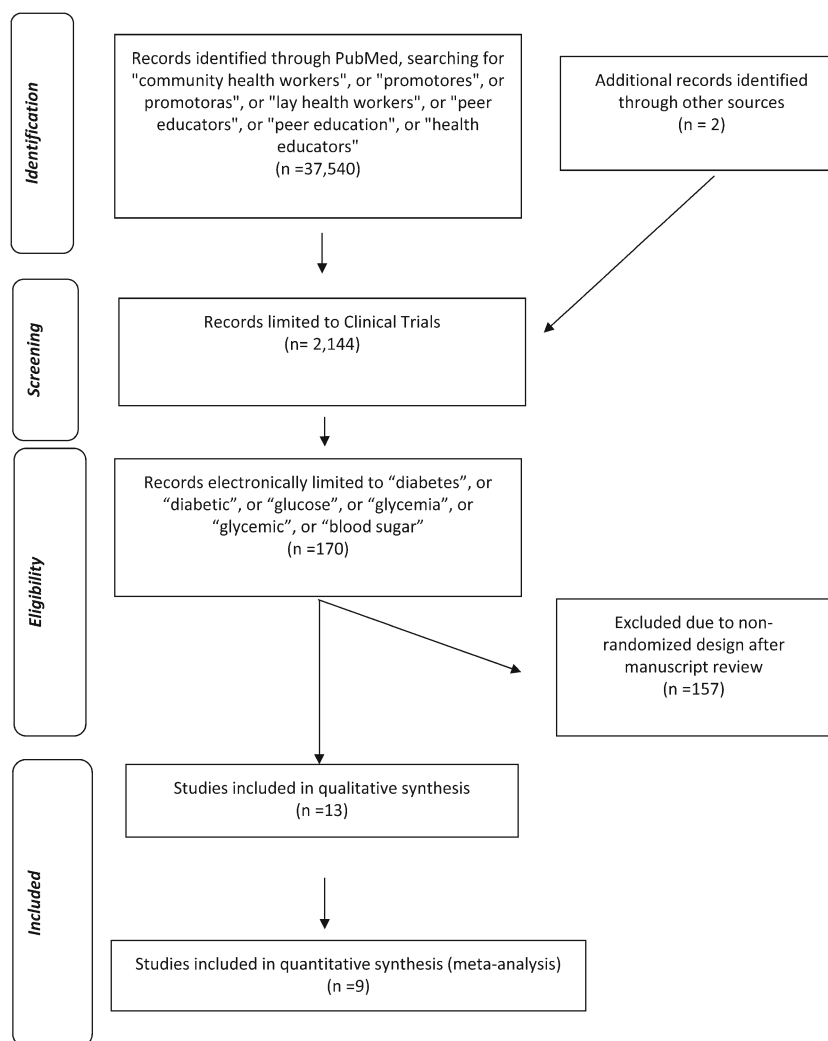 Identification
Records identified through PubMed, searching for
"community health workers", or "promotores", or
promotoras", or "lay health workers", or "peer
educators", or "peer education", or "health
educators"
(n =37,540)
Additional records identified
through other sources
(n = 2)
Screening
Records limited to Clinical Trials
(n= 2,144)
Eligibility
Records electronically limited to “diabetes”, or
“diabetic”, or “glucose”, or “glycemia”, or
“glycemic”, or “blood sugar”
(n =170)
Excluded due to non-
randomized design after
manuscript review
(n =157)
Included
Studies included in qualitative synthesis
(n =13)
Studies included in quantitative synthesis (meta-analysis)
(n =9)